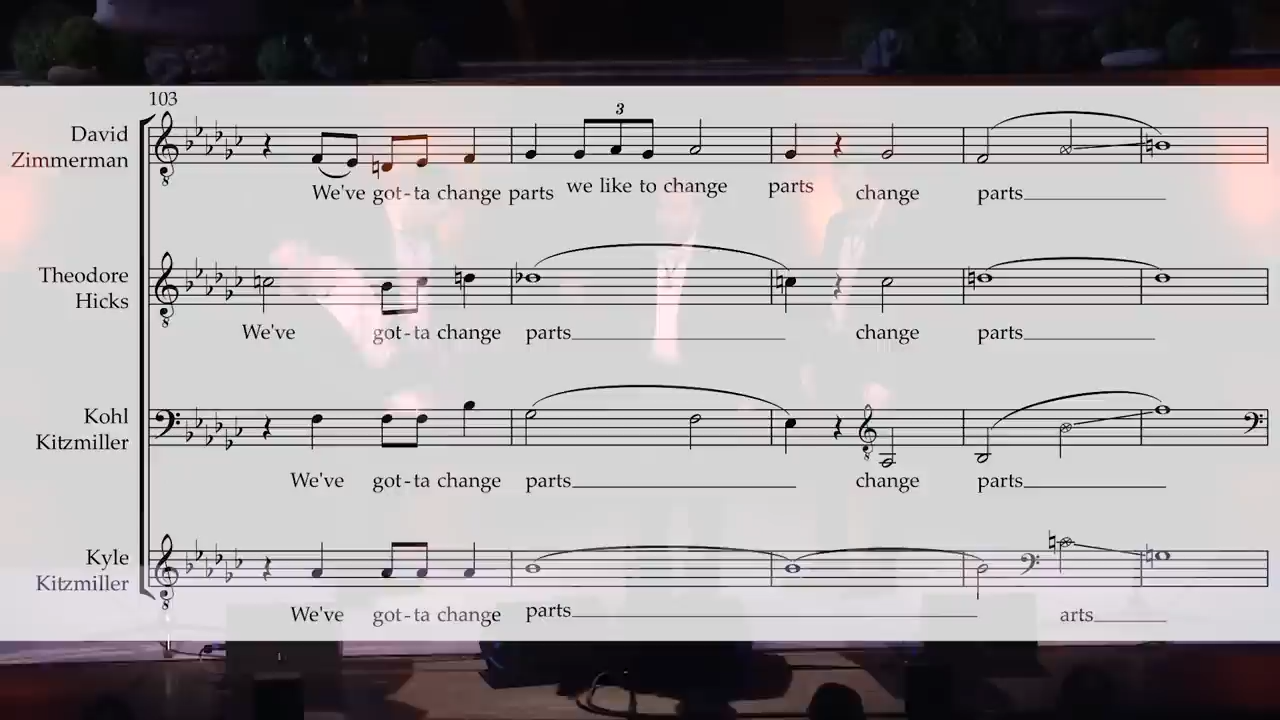 103
David
Zimmerman
3
We've got-ta change parts we like to change parts change parts
Theodore
Hicks
We've got-ta change parts change parts
Kohl
Kitzmiller
We've got-ta change parts change parts
Kyle
Kitzmiller
We've got-ta change parts arts